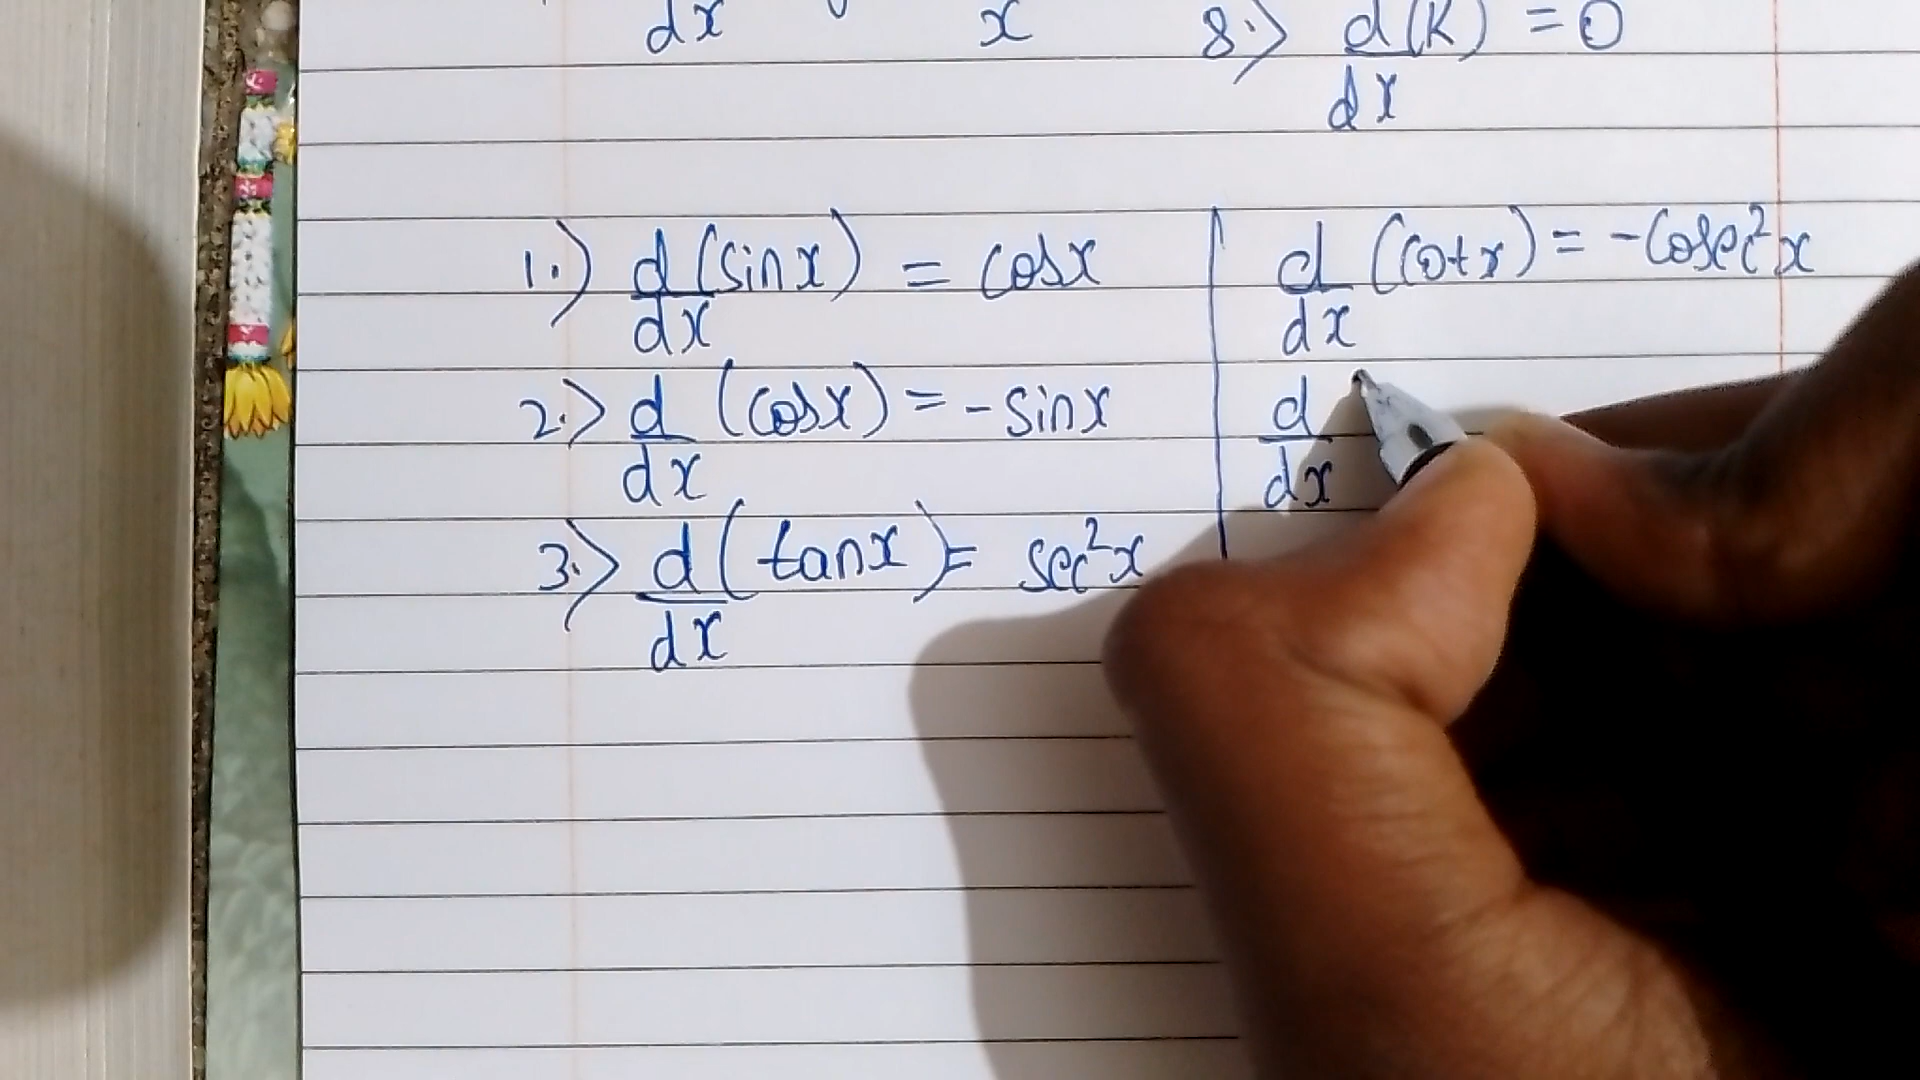 dx x
8.> d(K) = 0
dx
1.) d(sinx) = cosx
dx
2.> d (cosx) = -sinx
dx
3.> d(tanx) = sec²x
dx
d (cotx) = -cosec²x
dx
d
dx